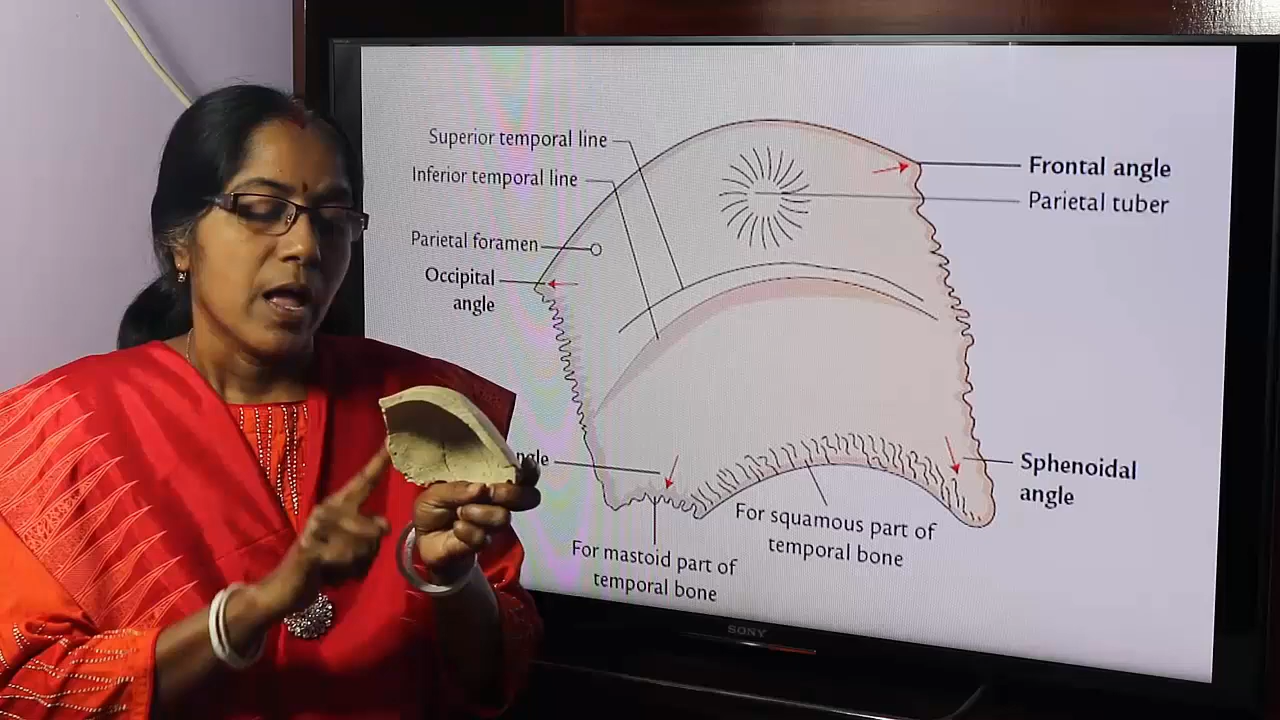 Superior temporal line
Inferior temporal line
Parietal foramen
Occipital
angle
Frontal angle
Parietal tuber
Sphenoidal
angle
For squamous part of
temporal bone
For mastoid part of
temporal bone
SONY